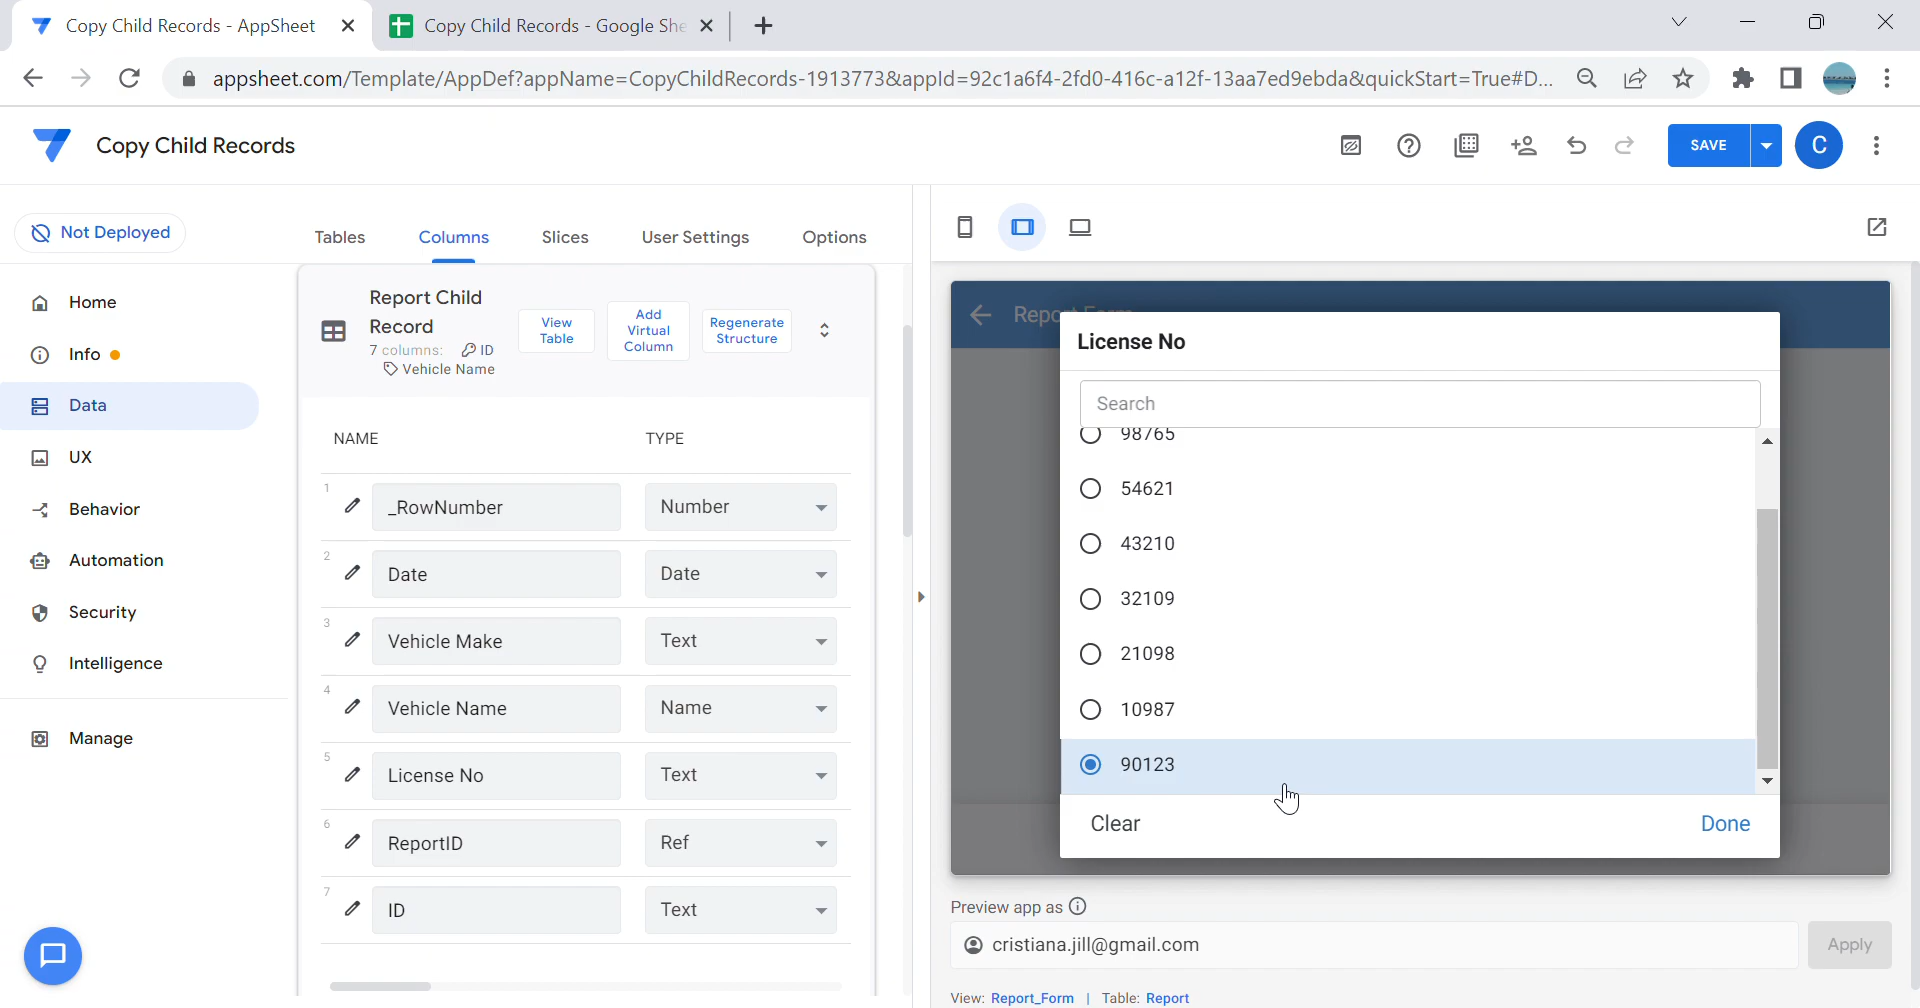 Copy Child Records - AppSheet
Copy Child Records - Google She
appsheet.com/Template/AppDef?appName=CopyChildRecords-1913773&appId=92c1a6f4-2fd0-416c-a12f-13aa7ed9ebda&quickStart=True#D...
Copy Child Records
SAVE
C
Not Deployed
Home
Info
Data
UX
Behavior
Automation
Security
Intelligence
Manage
Tables
Columns
Slices
User Settings
Options
Report Child
Record
7 columns: ID
Vehicle Name
View
Table
Add
Virtual
Column
Regenerate
Structure
NAME TYPE
1 _RowNumber Number
2 Date Date
3 Vehicle Make Text
4 Vehicle Name Name
5 License No Text
6 ReportID Ref
7 ID Text
Report Form
License No
Search
98765
54621
43210
32109
21098
10987
90123
Clear
Done
Preview app as
cristiana.jill@gmail.com
Apply
View: Report_Form | Table: Report